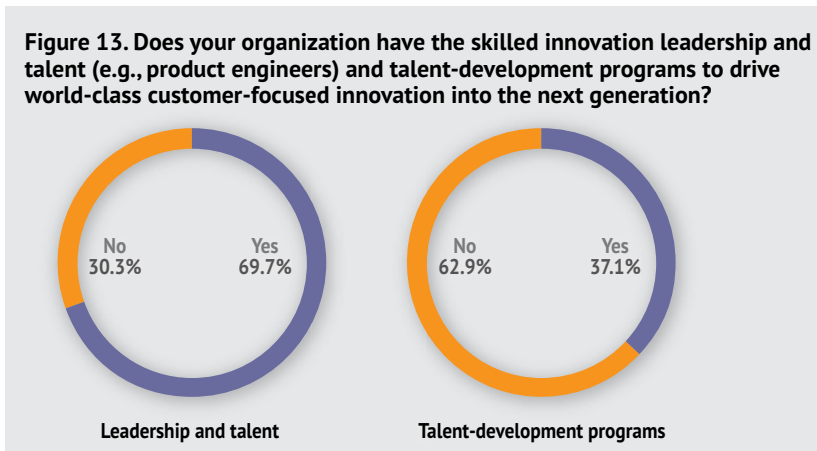 Figure 13. Does your organization have the skilled innovation leadership and
talent (e.g., product engineers) and talent-development programs to drive
world-class customer-focused innovation into the next generation?
No
30.3%
Yes
69.7%
Leadership and talent
No
62.9%
Yes
37.1%
Talent-development programs